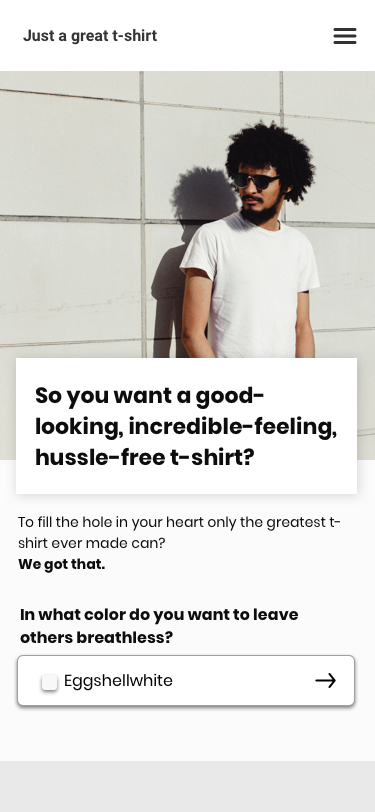 Just a great t-shirt
So you want a good-
looking, incredible-feeling,
hussle-free t-shirt?
To fill the hole in your heart only the greatest t-
shirt ever made can?
We got that.
In what color do you want to leave
others breathless?
Eggshellwhite